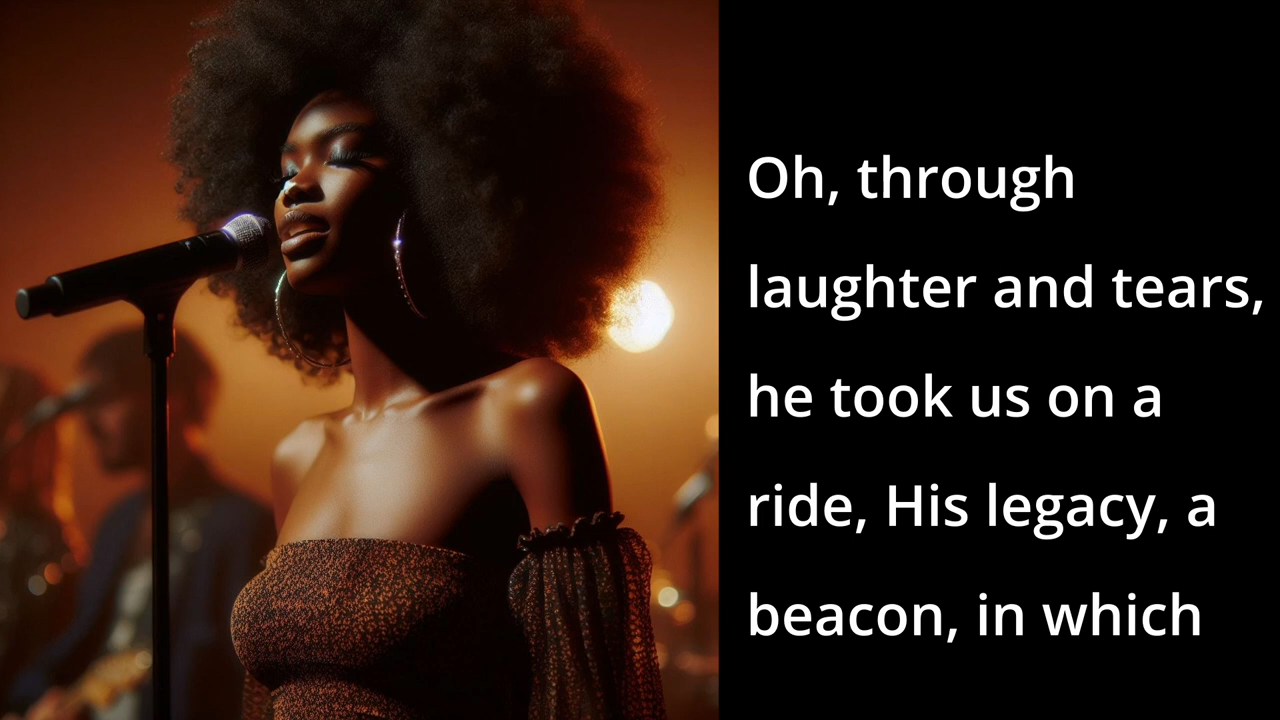 Oh, through
laughter and tears,
he took us on a
ride, His legacy, a
beacon, in which